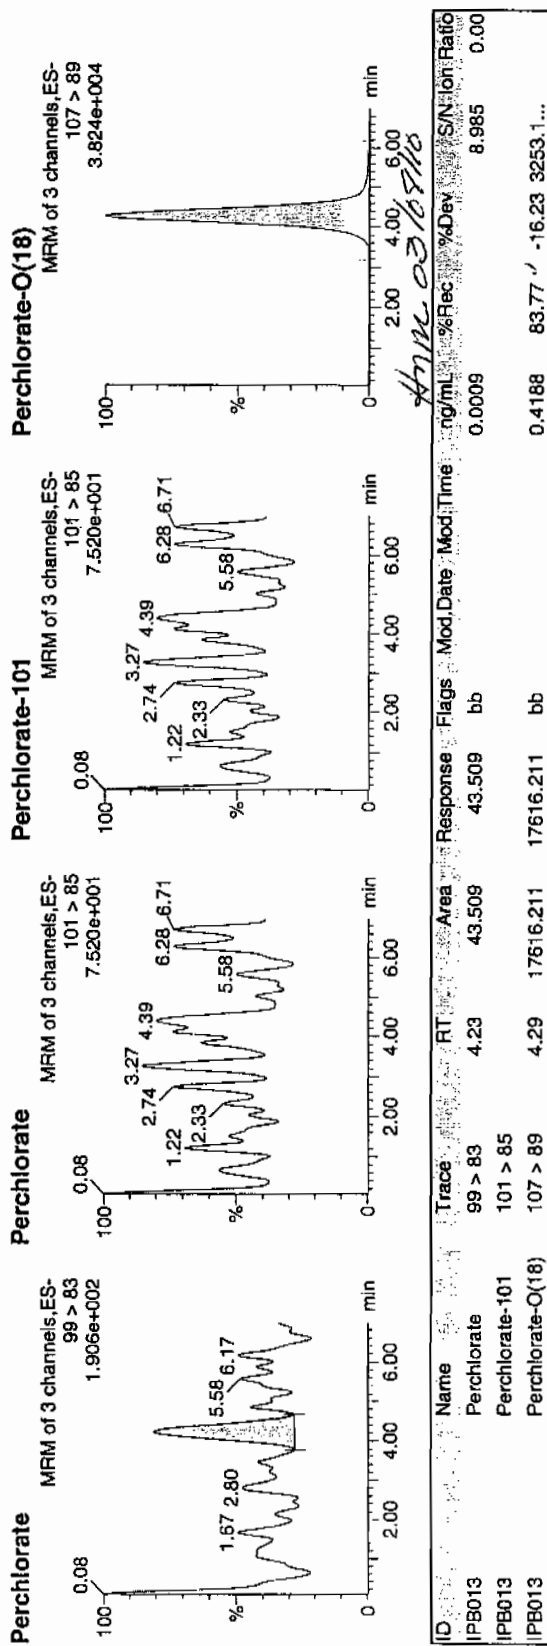 Perchlorate
MRM of 3 channels,ES-
99 > 83
1.906e+002
100
%
0
0.08
1.67
2.80
5.58
6.17
2.00
4.00
6.00
min
Perchlorate
MRM of 3 channels,ES-
101 > 85
7.520e+001
100
%
0
0.08
1.22
2.33
2.74
3.27
4.39
5.58
6.28
6.71
2.00
4.00
6.00
min
Perchlorate-101
MRM of 3 channels,ES-
101 > 85
7.520e+001
100
%
0
0.08
1.22
2.33
2.74
3.27
4.39
5.58
6.28
6.71
2.00
4.00
6.00
min
Perchlorate-O(18)
MRM of 3 channels,ES-
107 > 89
3.824e+004
100
%
0
2.00
4.00
6.00
min
ID Name Trace RT Area Response Flags Mod.Date Mod.Time ng/mL %Rec %Dev S/N Ion Ratio
IPB013 Perchlorate 99 > 83 4.23 43.509 43.509 bb 0.0009 8.985 0.00
IPB013 Perchlorate-101 101 > 85
IPB013 Perchlorate-O(18) 107 > 89 4.29 17616.211 17616.211 bb 0.4188 83.77 -16.23 3253.1...